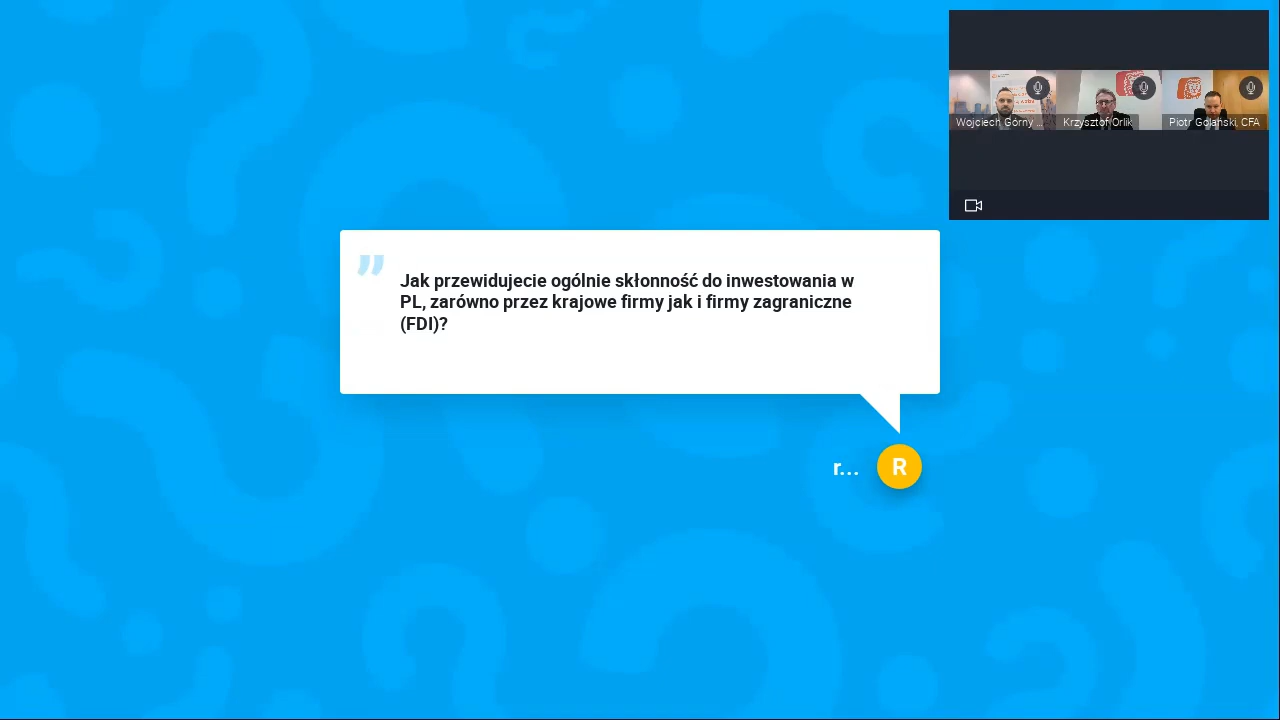 Wojciech Górny ...
Krzysztof Orlik
Piotr Golański, CFA
Jak przewidujecie ogólnie skłonność do inwestowania w
PL, zarówno przez krajowe firmy jak i firmy zagraniczne
(FDI)?
r...
R